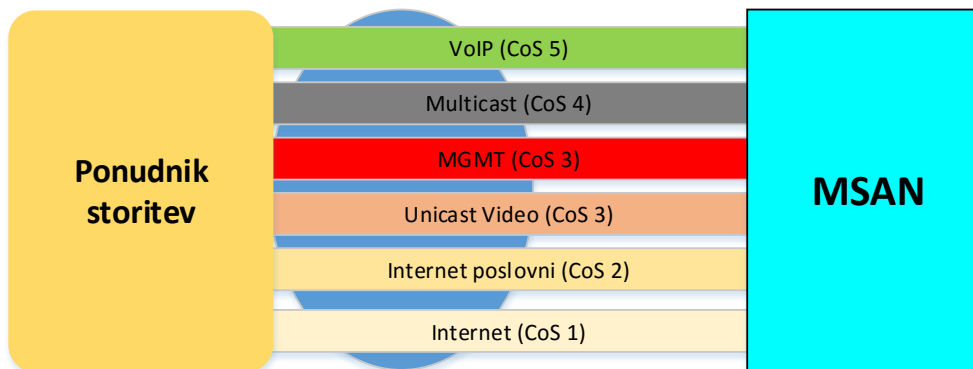 Ponudnik
storitev
VoIP (CoS 5)
Multicast (CoS 4)
MGMT (CoS 3)
Unicast Video (CoS 3)
Internet poslovni (CoS 2)
Internet (CoS 1)
MSAN